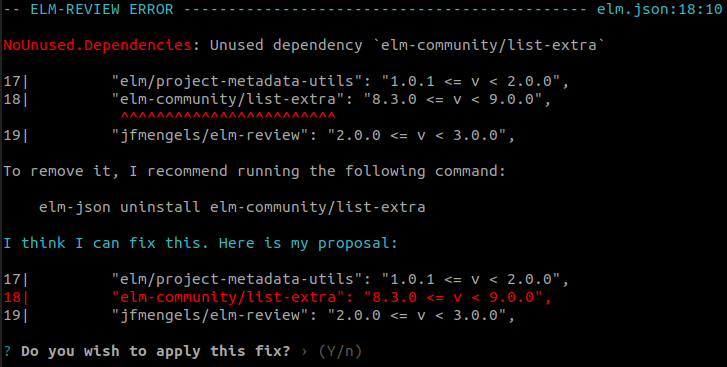 -- ELM-REVIEW ERROR --------------------------------------------- elm.json:18:10
NoUnused.Dependencies: Unused dependency `elm-community/list-extra`
17|         "elm/project-metadata-utils": "1.0.1 <= v < 2.0.0",
18|         "elm-community/list-extra": "8.3.0 <= v < 9.0.0",
^^^^^^^^^^^^^^^^^^^^^^^^
19|         "jfmengels/elm-review": "2.0.0 <= v < 3.0.0",
To remove it, I recommend running the following command:
elm-json uninstall elm-community/list-extra
I think I can fix this. Here is my proposal:
17|         "elm/project-metadata-utils": "1.0.1 <= v < 2.0.0",
18|         "elm-community/list-extra": "8.3.0 <= v < 9.0.0",
19|         "jfmengels/elm-review": "2.0.0 <= v < 3.0.0",
? Do you wish to apply this fix? › (Y/n)